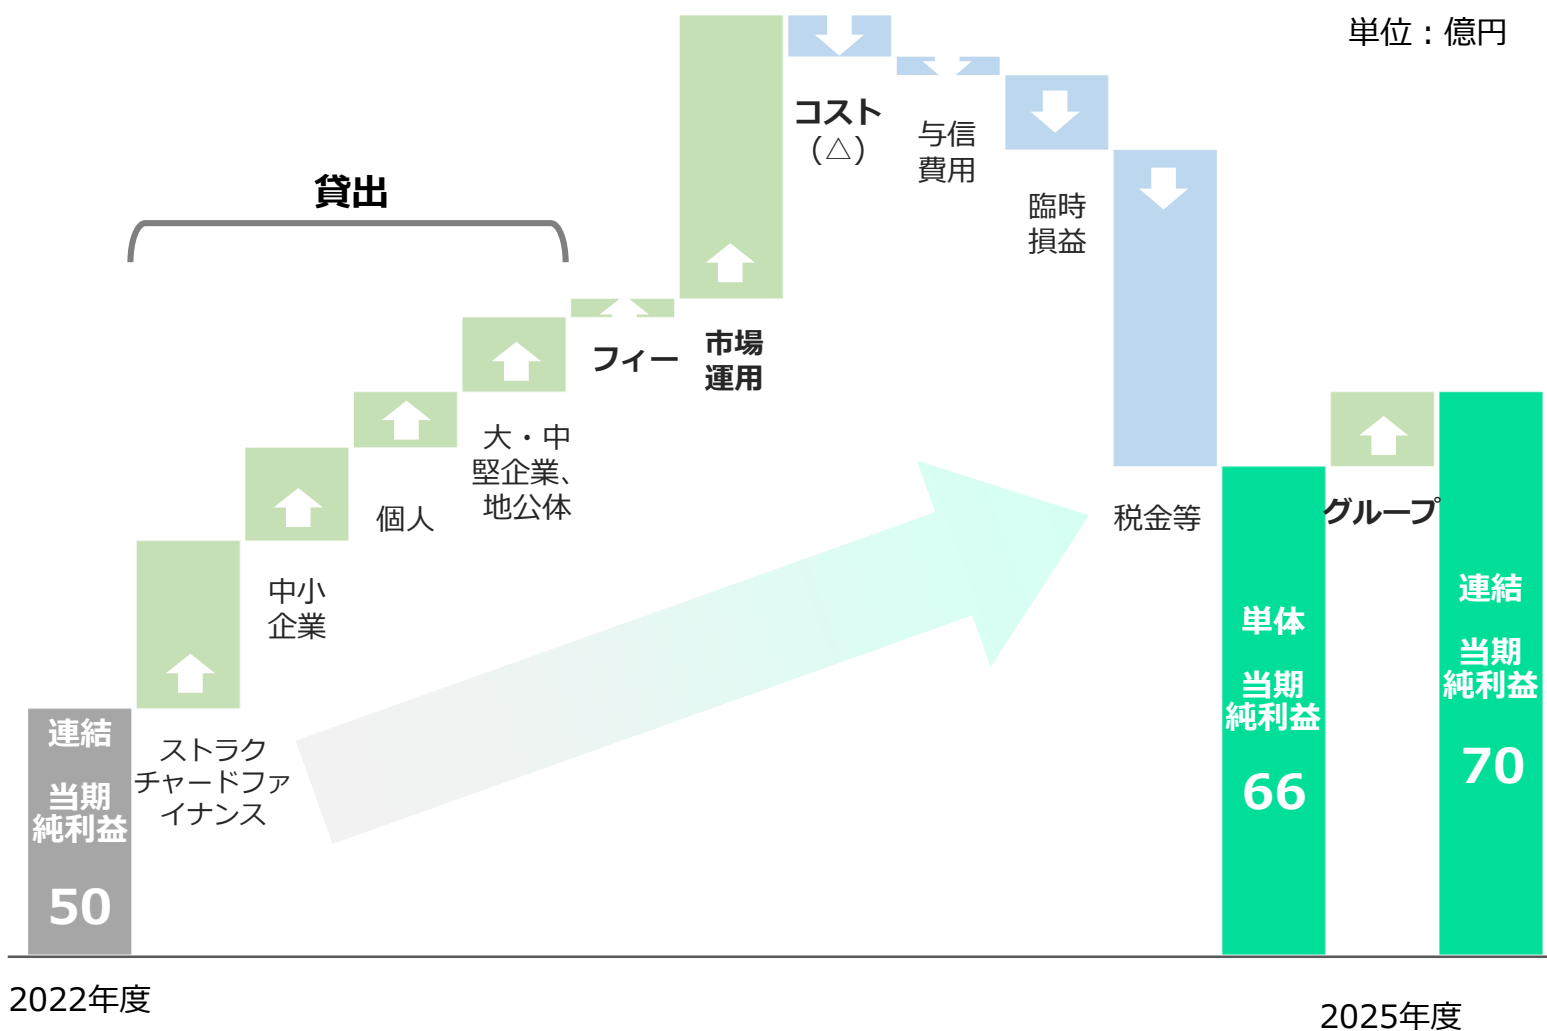 単位：億円
貸出
コスト
（△）
与信
費用
臨時
損益
フィー
市場
運用
大・中
堅企業、
地公体
個人
中小
企業
ストラク
チャードファ
イナンス
税金等
グループ
連結
当期
純利益
50
単体
当期
純利益
66
連結
当期
純利益
70
2022年度
2025年度